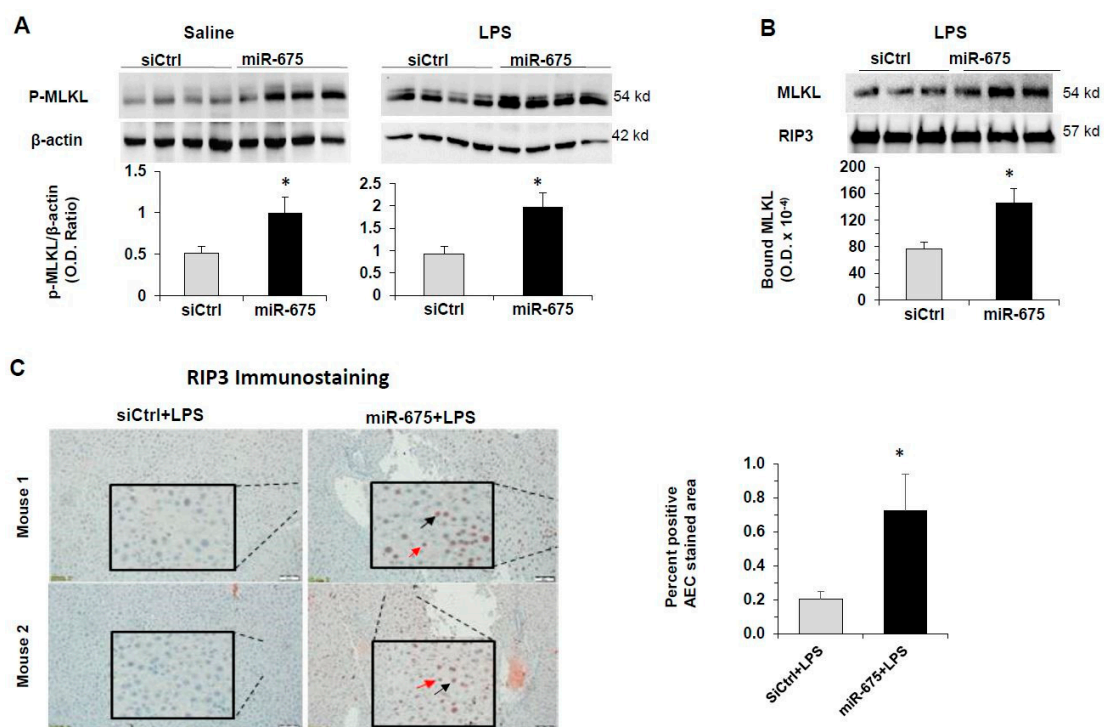 A
Saline
LPS
siCtrl
miR-675
siCtrl
miR-675
P-MLKL
54 kd
β-actin
42 kd
p-MLKL/β-actin
(O.D. Ratio)
1.5
1
0.5
0
*
siCtrl
miR-675
2.5
2
1.5
1
0.5
0
*
siCtrl
miR-675
B
LPS
siCtrl
miR-675
MLKL
54 kd
RIP3
57 kd
Bound MLKL
(O.D. x 10⁻⁴)
200
160
120
80
40
0
*
siCtrl
miR-675
C
RIP3 Immunostaining
siCtrl+LPS
miR-675+LPS
Mouse 1
Mouse 2
Percent positive
AEC stained area
1.0
0.8
0.6
0.4
0.2
0.0
*
SiCtrl+LPS
miR-675+LPS